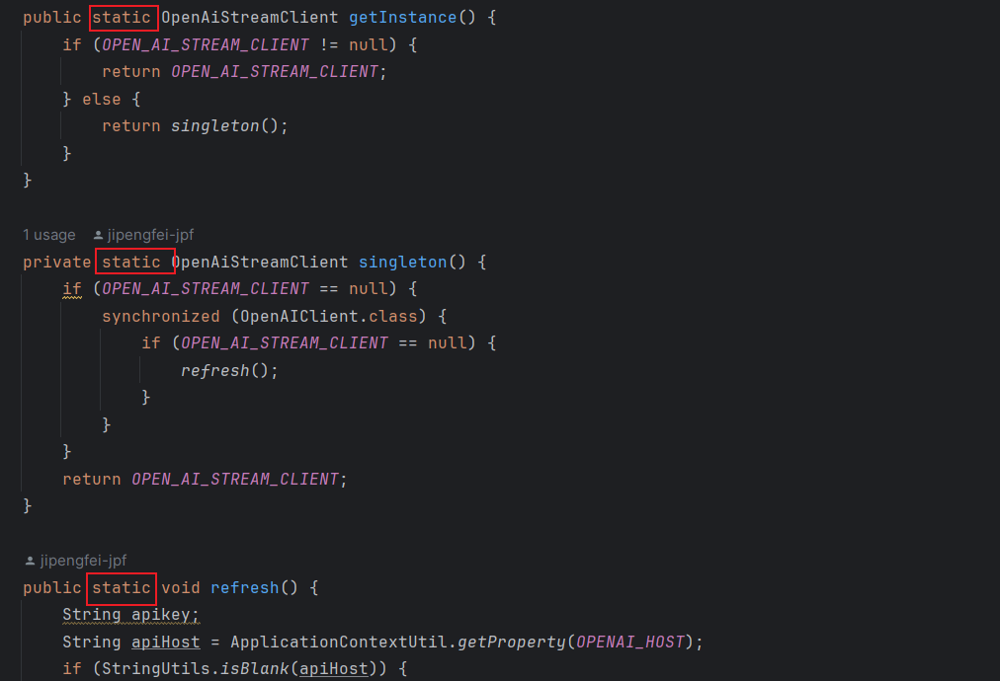 public static OpenAiStreamClient getInstance() {
if (OPEN_AI_STREAM_CLIENT != null) {
return OPEN_AI_STREAM_CLIENT;
} else {
return singleton();
}
}
1 usage jipengfei-jpf
private static OpenAiStreamClient singleton() {
if (OPEN_AI_STREAM_CLIENT == null) {
synchronized (OpenAIClient.class) {
if (OPEN_AI_STREAM_CLIENT == null) {
refresh();
}
}
}
return OPEN_AI_STREAM_CLIENT;
}
jipengfei-jpf
public static void refresh() {
String apikey;
String apiHost = ApplicationContextUtil.getProperty(OPENAI_HOST);
if (StringUtils.isBlank(apiHost)) {